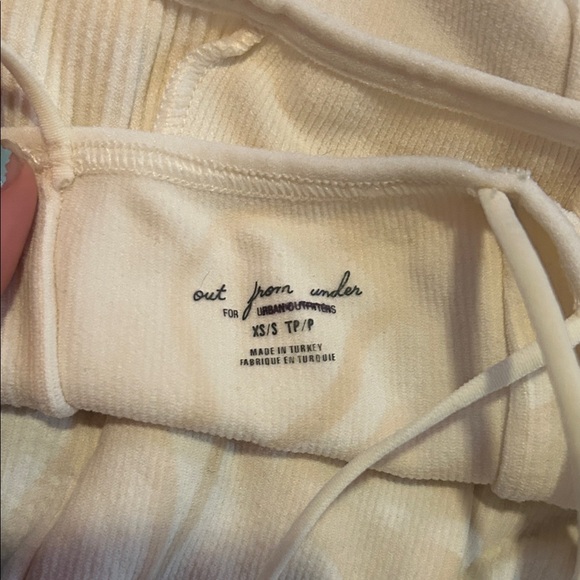 out from under
FOR URBAN OUTFITTERS
XS/S TP/P
MADE IN TURKEY
FABRIQUE EN TURQUIE